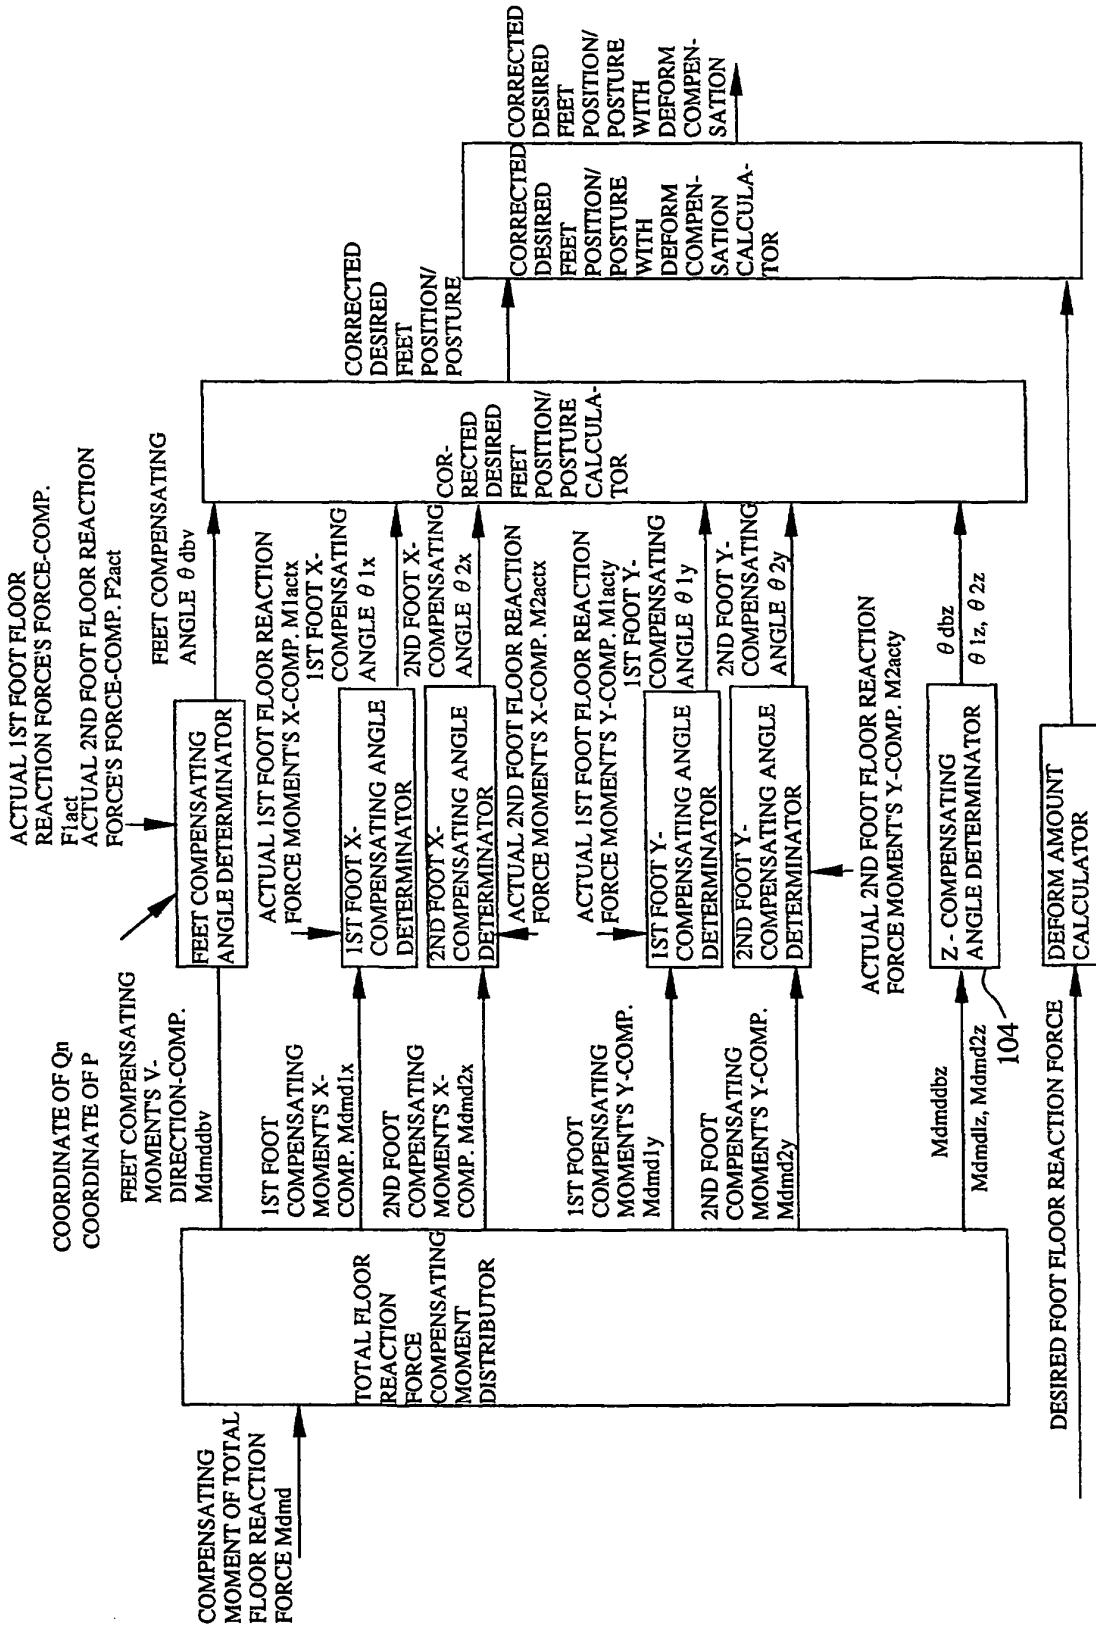 COMPENSATING
MOMENT OF TOTAL
FLOOR REACTION
FORCE Mdmd
TOTAL FLOOR
REACTION
FORCE
COMPENSATING
MOMENT
DISTRIBUTOR
COORDINATE OF Qn
COORDINATE OF P
FEET COMPENSATING
MOMENT'S V-
DIRECTION-COMP.
Mdmddbv
1ST FOOT
COMPENSATING
MOMENT'S X-
COMP. Mdmd1x
2ND FOOT
COMPENSATING
MOMENT'S X-
COMP. Mdmd2x
1ST FOOT
COMPENSATING
MOMENT'S Y-COMP.
Mdmd1y
2ND FOOT
COMPENSATING
MOMENT'S Y-COMP.
Mdmd2y
Mdmddbz
Mdmdlz, Mdmd2z
104
DESIRED FOOT FLOOR REACTION FORCE
ACTUAL 1ST FOOT FLOOR
REACTION FORCE'S FORCE-COMP.
F1act
ACTUAL 2ND FOOT FLOOR REACTION
FORCE'S FORCE-COMP. F2act
FEET COMPENSATING
ANGLE DETERMINATOR
ACTUAL 1ST FOOT FLOOR REACTION
FORCE MOMENT'S X-COMP. M1actx
1ST FOOT X-
COMPENSATING ANGLE
DETERMINATOR
2ND FOOT X-
COMPENSATING ANGLE
DETERMINATOR
ACTUAL 2ND FOOT FLOOR REACTION
FORCE MOMENT'S X-COMP. M2actx
ACTUAL 1ST FOOT FLOOR REACTION
FORCE MOMENT'S Y-COMP. M1acty
1ST FOOT Y-
COMPENSATING ANGLE
DETERMINATOR
2ND FOOT Y-
COMPENSATING ANGLE
DETERMINATOR
ACTUAL 2ND FOOT FLOOR REACTION
FORCE MOMENT'S Y-COMP. M2acty
Z - COMPENSATING
ANGLE DETERMINATOR
DEFORM AMOUNT
CALCULATOR
FEET COMPENSATING
ANGLE θ dbv
1ST FOOT X-
COMPENSATING
ANGLE θ 1x
2ND FOOT X-
COMPENSATING
ANGLE θ 2x
1ST FOOT Y-
COMPENSATING
ANGLE θ 1y
2ND FOOT Y-
COMPENSATING
ANGLE θ 2y
θ dbz
θ 1z, θ 2z
COR-
RECTED
DESIRED
FEET
POSITION/
POSTURE
CALCULA-
TOR
CORRECTED
DESIRED
FEET
POSITION/
POSTURE
CORRECTED
DESIRED
FEET
POSITION/
POSTURE
WITH
DEFORM
COMPEN-
SATION
CALCULA-
TOR
CORRECTED
DESIRED
FEET
POSITION/
POSTURE
WITH
DEFORM
COMPEN-
SATION